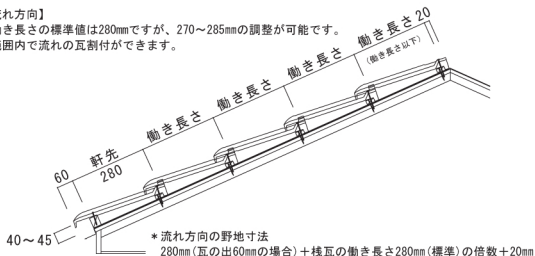 れ方向】
き長さの標準値は280㎜ですが、270～285㎜の調整が可能です。
囲内で流れの瓦割付ができます。
働き長さ20
(働き長さ以下)
働き長さ
働き長さ
働き長さ
軒先
60
280
40～45
＊流れ方向の野地寸法
280㎜(瓦の出60㎜の場合)＋桟瓦の働き長さ280㎜(標準)の倍数＋20㎜